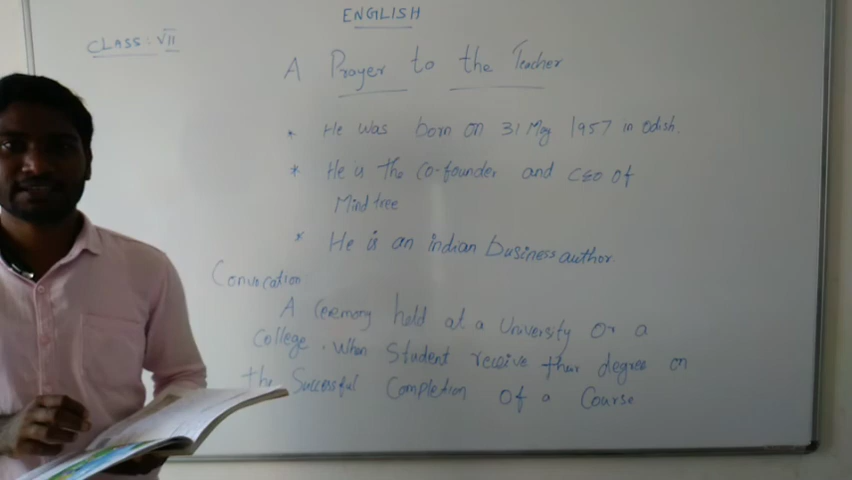 ENGLISH
CLASS: VII
A Prayer to the Teacher
* He was born on 31 May 1957 in Odish.
* He is the Co-founder and CEO of
Mind tree
* He is an indian business author
Convocation
A Ceremony held at a University or a
College. When Student receive their degree on
the Successful Completion of a Course